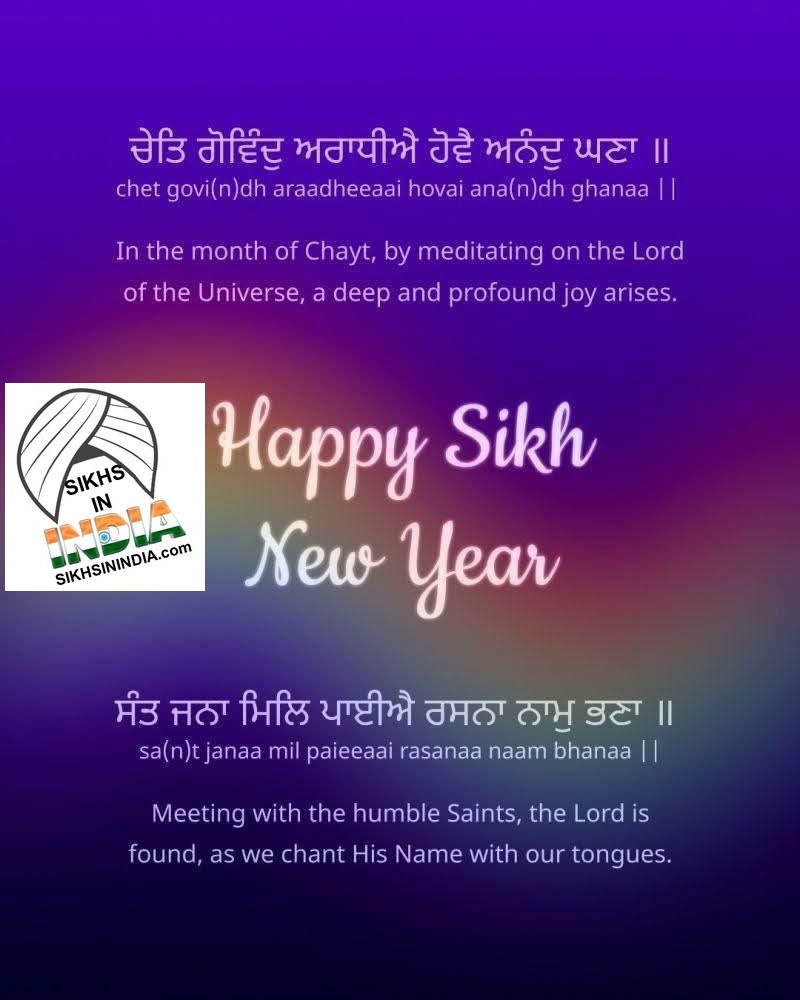 ਚੇਤਿ ਗੋਵਿੰਦੁ ਅਰਾਧੀਐ ਹੋਵੈ ਅਨੰਦੁ ਘਣਾ ॥
chet govi(n)dh araadheeaai hovai ana(n)dh ghanaa ||
In the month of Chayt, by meditating on the Lord
of the Universe, a deep and profound joy arises.
Happy Sikh
New Year
SIKHS
IN
INDIA
SIKHSININDIA.com
ਸੰਤ ਜਨਾ ਮਿਲਿ ਪਾਈਐ ਰਸਨਾ ਨਾਮੁ ਭਣਾ ॥
sa(n)t janaa mil paieeaai rasanaa naam bhanaa ||
Meeting with the humble Saints, the Lord is
found, as we chant His Name with our tongues.